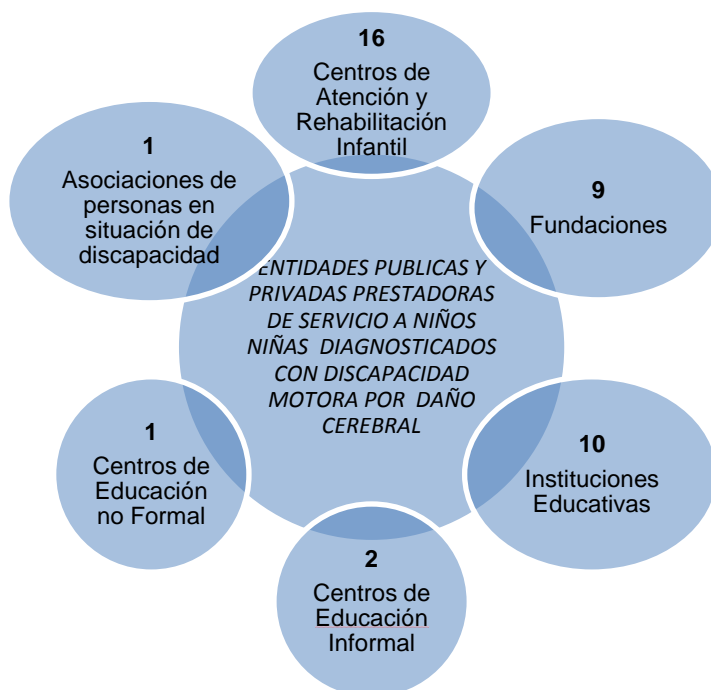 16
Centros de
Atención y
Rehabilitación
Infantil
1
Asociaciones de
personas en
situación de
discapacidad
9
Fundaciones
ENTIDADES PUBLICAS Y
PRIVADAS PRESTADORAS
DE SERVICIO A NIÑOS
NIÑAS DIAGNOSTICADOS
CON DISCAPACIDAD
MOTORA POR DAÑO
CEREBRAL
1
Centros de
Educación
no Formal
10
Instituciones
Educativas
2
Centros de
Educación
Informal